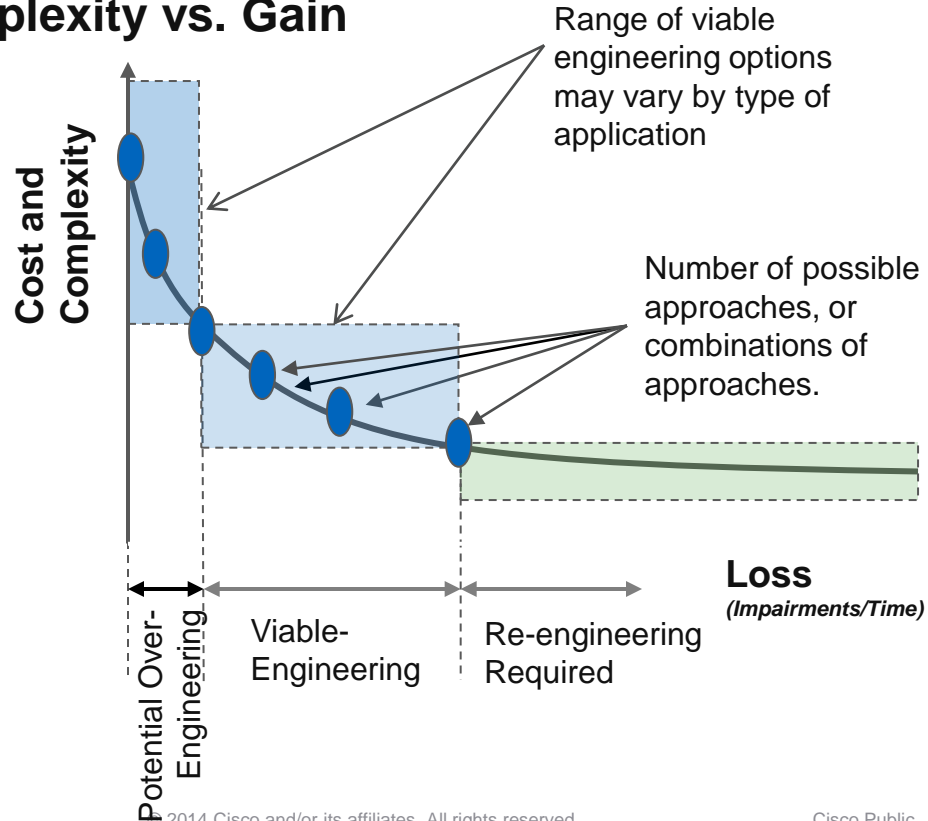 plexity vs. Gain
Range of viable
engineering options
may vary by type of
application
Cost and
Complexity
Number of possible
approaches, or
combinations of
approaches.
Loss
(Impairments/Time)
Potential Over-
Engineering
Viable-
Engineering
Re-engineering
Required
© 2014 Cisco and/or its affiliates. All rights reserved.
Cisco Public